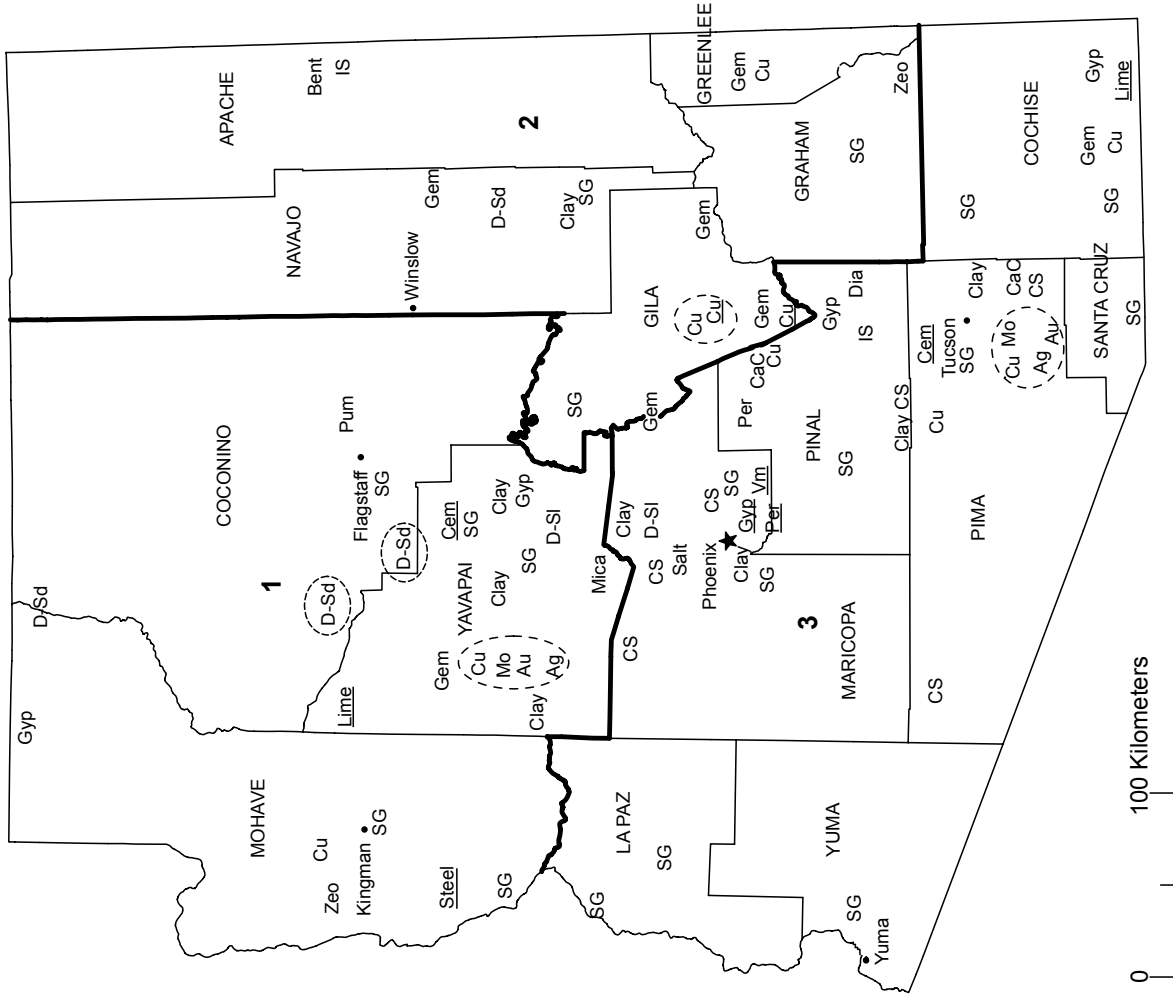 Gyp
D-Sd
COCONINO
NAVAJO
APACHE
MOHAVE
1
D-Sd
Bent
IS
Zeo
Cu
Kingman
SG
Lime
D-Sd
Flagstaff
SG
Pum
Winslow
Gem
2
Steel
SG
Gem
YAVAPAI
Cem
SG
Cu
Mo
Au
Ag
Clay
Clay
Clay
Gyp
SG
D-Sl
D-Sd
Clay
SG
SG
LA PAZ
SG
Mica
Clay
CS
CS
D-Sl
Salt
SG
Gem
GILA
Cu
Cu
Gem
GREENLEE
Gem
Cu
Phoenix
CS
SG
Clay
SG
Gyp
Vm
Per
Per
CaC
Cu
Gem
Cu
GRAHAM
SG
Zeo
YUMA
SG
Yuma
3
MARICOPA
PINAL
SG
Gyp
IS
Dia
CS
PIMA
Clay
CS
Cu
Cem
Tucson
SG
Clay
CaC
CS
Cu
Mo
Ag
Au
SG
COCHISE
Gem
Cu
Gyp
Lime
SG
SANTA CRUZ
SG
0
100 Kilometers